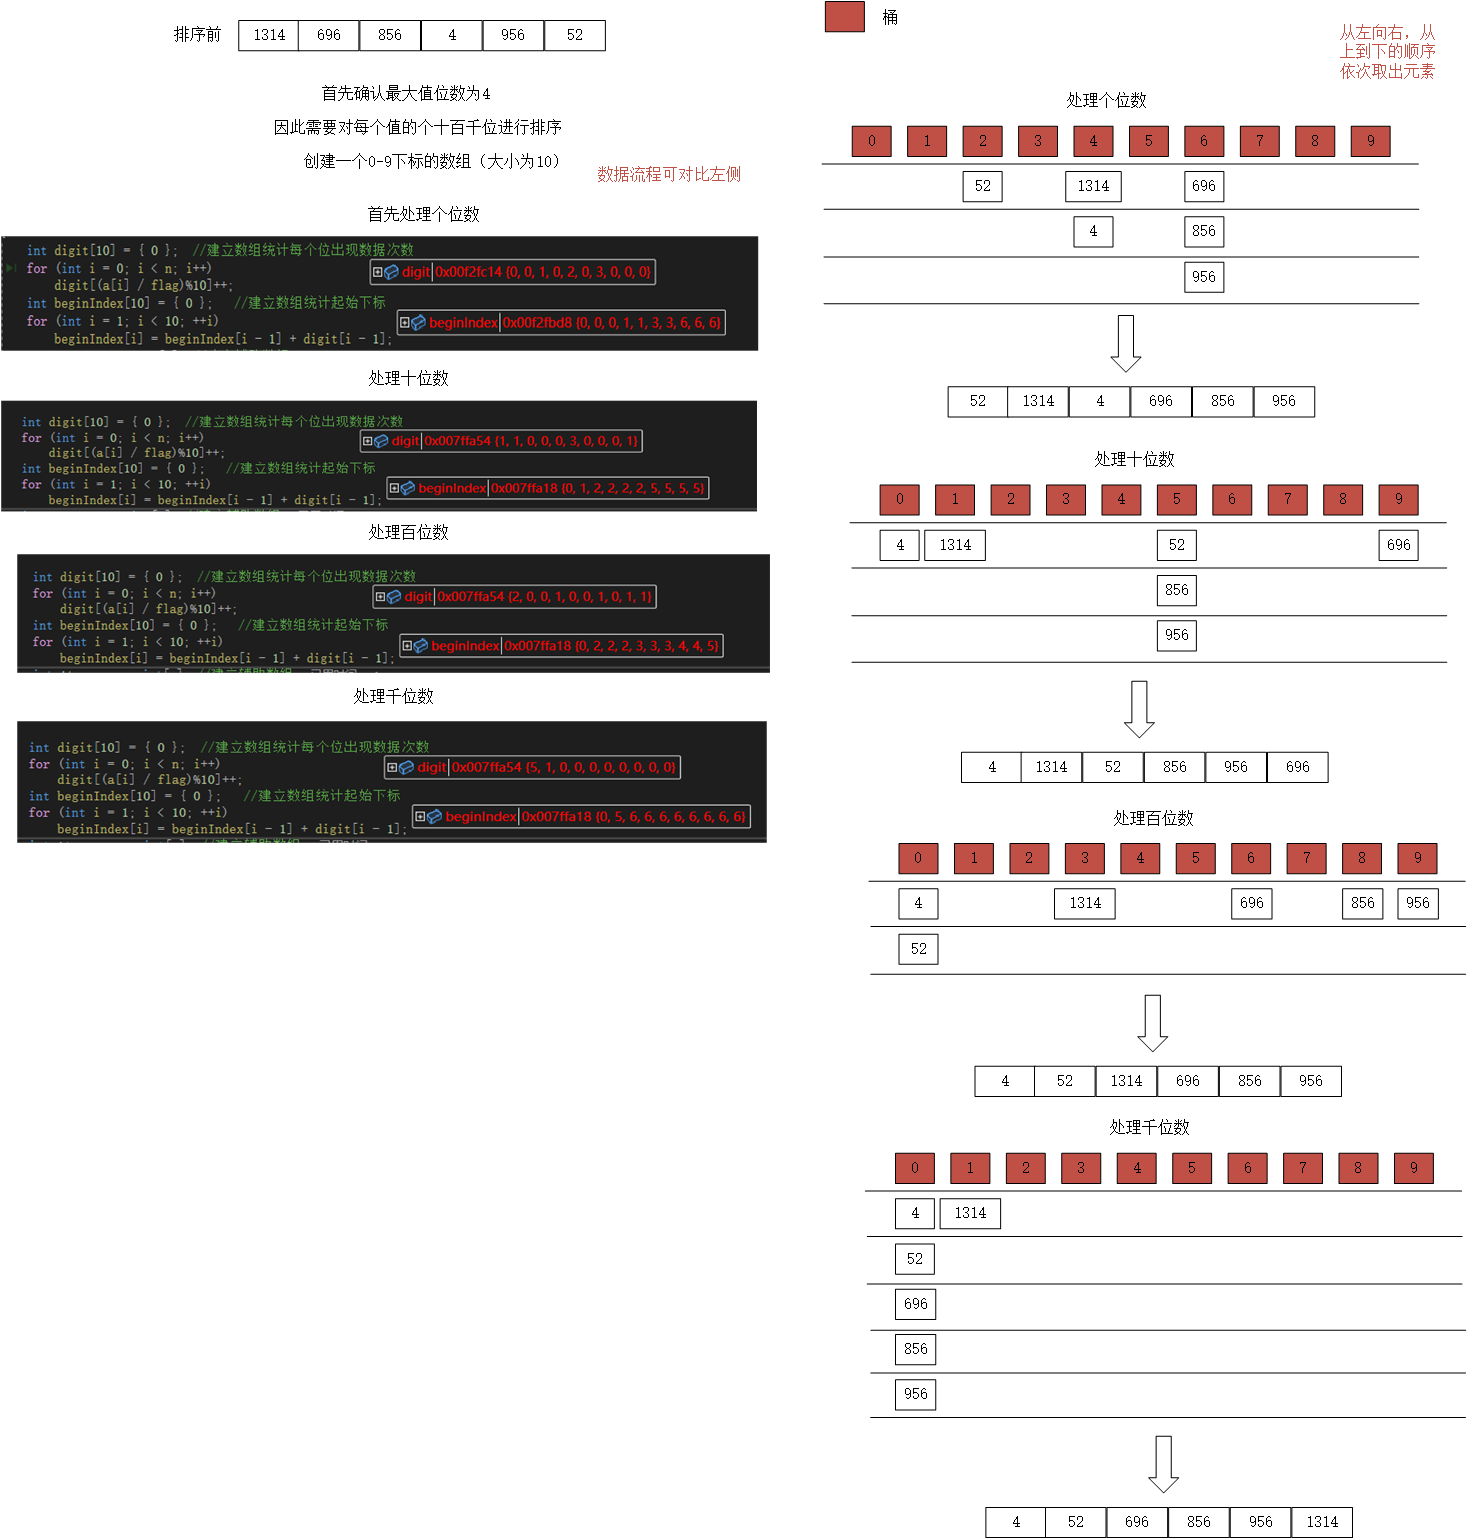 排序前 1314 696 856 4 956 52
首先确认最大值位数为4
因此需要对每个值的个十百千位进行排序
创建一个0-9下标的数组（大小为10）
数据流程可对比左侧
首先处理个位数
int digit[10] = { 0 };  //建立数组统计每个位出现数据次数
for (int i = 0; i < n; i++)
digit|0x00f2fc14 {0, 0, 1, 0, 2, 0, 3, 0, 0, 0}
digit[(a[i] / flag)%10]++;
int beginIndex[10] = { 0 };   //建立数组统计起始下标
for (int i = 1; i < 10; ++i)
beginIndex|0x00f2fbd8 {0, 0, 0, 1, 1, 3, 3, 6, 6, 6}
beginIndex[i] = beginIndex[i - 1] + digit[i - 1];
处理十位数
int digit[10] = { 0 };  //建立数组统计每个位出现数据次数
for (int i = 0; i < n; i++)
digit|0x007ffa54 {1, 1, 0, 0, 0, 3, 0, 0, 0, 1}
digit[(a[i] / flag)%10]++;
int beginIndex[10] = { 0 };   //建立数组统计起始下标
for (int i = 1; i < 10; ++i)
beginIndex|0x007ffa18 {0, 1, 2, 2, 2, 2, 5, 5, 5, 5}
beginIndex[i] = beginIndex[i - 1] + digit[i - 1];
处理百位数
int digit[10] = { 0 };  //建立数组统计每个位出现数据次数
for (int i = 0; i < n; i++)
digit|0x007ffa54 {2, 0, 0, 1, 0, 0, 1, 0, 1, 1}
digit[(a[i] / flag)%10]++;
int beginIndex[10] = { 0 };   //建立数组统计起始下标
for (int i = 1; i < 10; ++i)
beginIndex|0x007ffa18 {0, 2, 2, 2, 3, 3, 3, 4, 4, 5}
beginIndex[i] = beginIndex[i - 1] + digit[i - 1];
处理千位数
int digit[10] = { 0 };  //建立数组统计每个位出现数据次数
for (int i = 0; i < n; i++)
digit|0x007ffa54 {5, 1, 0, 0, 0, 0, 0, 0, 0, 0}
digit[(a[i] / flag)%10]++;
int beginIndex[10] = { 0 };   //建立数组统计起始下标
for (int i = 1; i < 10; ++i)
beginIndex|0x007ffa18 {0, 5, 6, 6, 6, 6, 6, 6, 6, 6}
beginIndex[i] = beginIndex[i - 1] + digit[i - 1];
桶
从左向右，从
上到下的顺序
依次取出元素
处理个位数
0 1 2 3 4 5 6 7 8 9
52 1314 696
4 856
956
52 1314 4 696 856 956
处理十位数
0 1 2 3 4 5 6 7 8 9
4 1314 52 696
856
956
4 1314 52 856 956 696
处理百位数
0 1 2 3 4 5 6 7 8 9
4 1314 696 856 956
52
4 52 1314 696 856 956
处理千位数
0 1 2 3 4 5 6 7 8 9
4 1314
52
696
856
956
4 52 696 856 956 1314